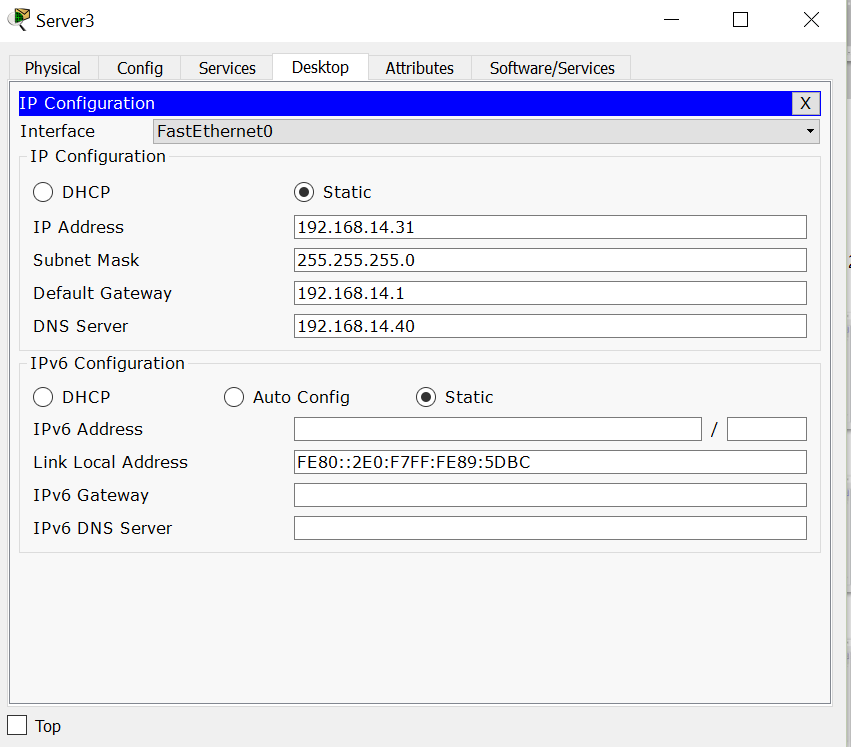 Server3
Physical Config Services Desktop Attributes Software/Services
IP Configuration X
Interface FastEthernet0
IP Configuration
DHCP Static
IP Address 192.168.14.31
Subnet Mask 255.255.255.0
Default Gateway 192.168.14.1
DNS Server 192.168.14.40
IPv6 Configuration
DHCP Auto Config Static
IPv6 Address /
Link Local Address FE80::2E0:F7FF:FE89:5DBC
IPv6 Gateway
IPv6 DNS Server
Top